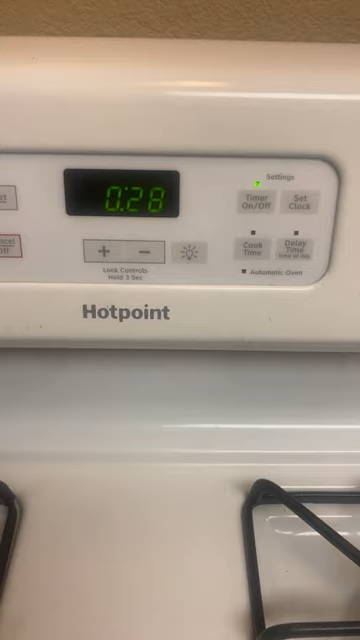 Settings
0:28
Timer
On/Off
Set
Clock
+ -
Cook
Time
Delay
Time
Lock Controls
Hold 3 Sec
Automatic Oven
Hotpoint